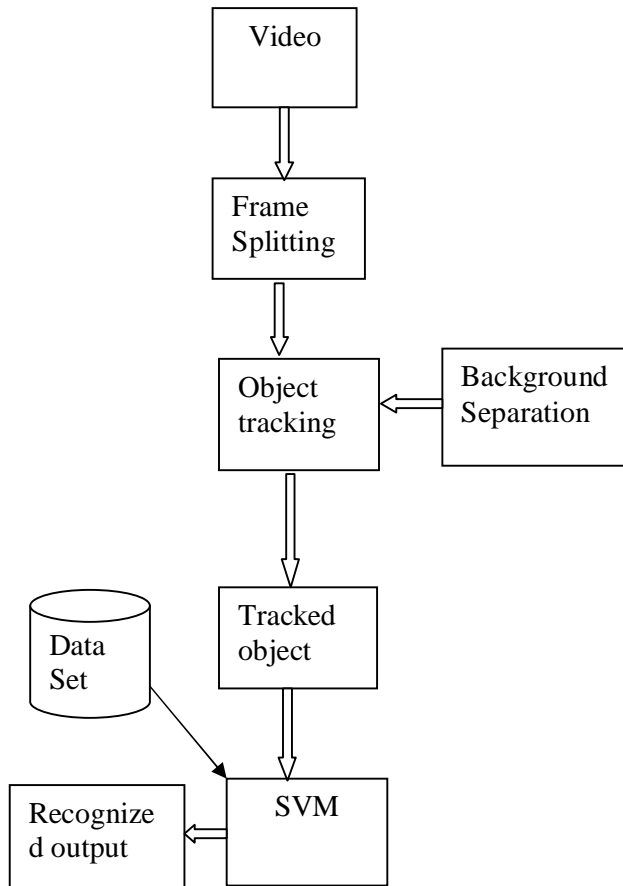 Video
Frame
Splitting
Object
tracking
Background
Separation
Tracked
object
Data
Set
SVM
Recognize
d output